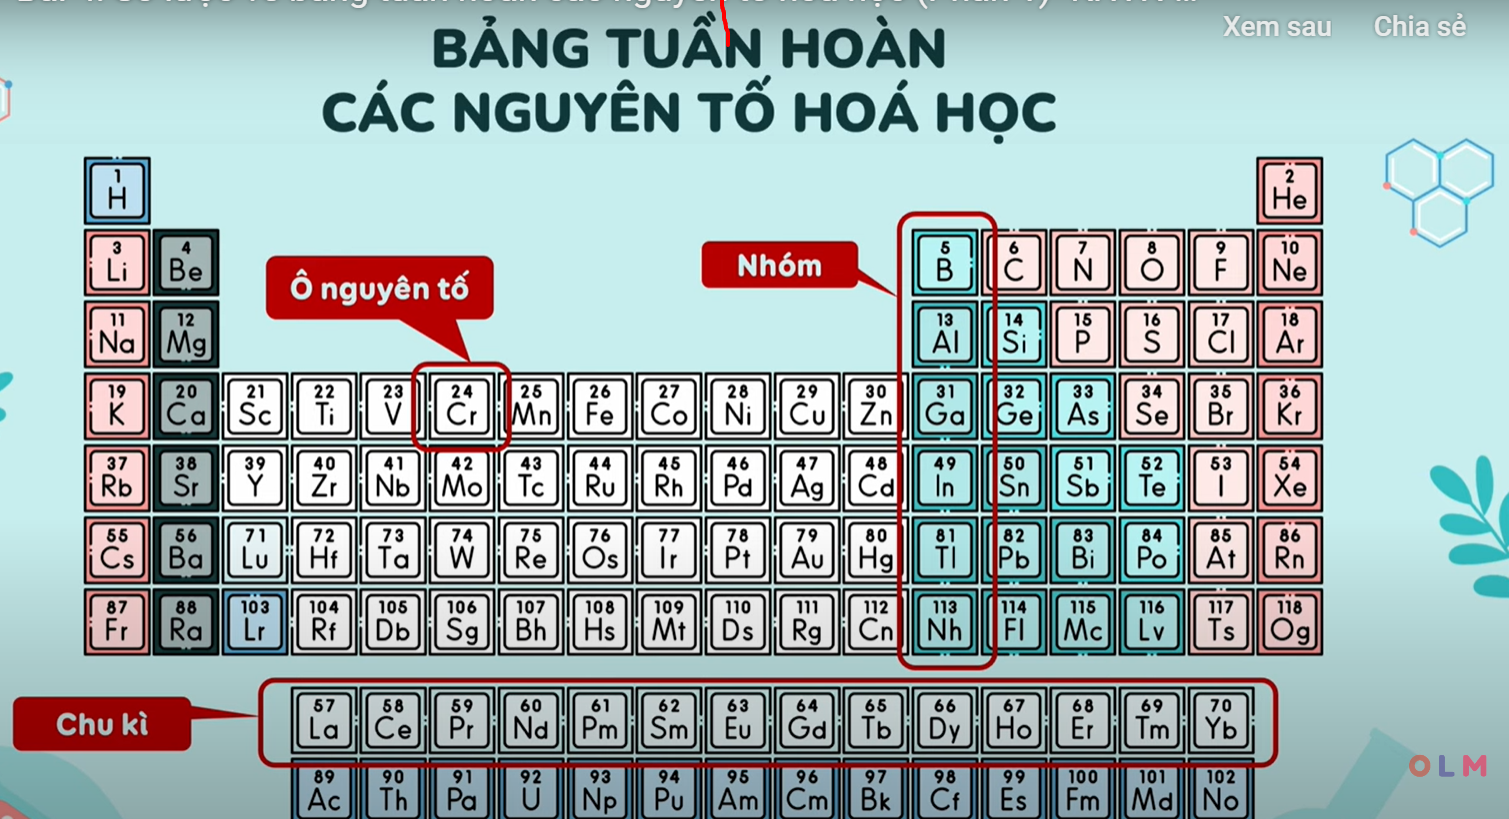 Xem sau Chia sẻ
BẢNG TUẦN HOÀN
CÁC NGUYÊN TỐ HOÁ HỌC
1 2
H He
Nhóm
3 4 5 6 7 8 9 10
Li Be B C N O F Ne
Ô nguyên tố
11 12 13 14 15 16 17 18
Na Mg Al Si P S Cl Ar
19 20 21 22 23 24 25 26 27 28 29 30 31 32 33 34 35 36
K Ca Sc Ti V Cr Mn Fe Co Ni Cu Zn Ga Ge As Se Br Kr
37 38 39 40 41 42 43 44 45 46 47 48 49 50 51 52 53 54
Rb Sr Y Zr Nb Mo Tc Ru Rh Pd Ag Cd In Sn Sb Te I Xe
55 56 71 72 73 74 75 76 77 78 79 80 81 82 83 84 85 86
Cs Ba Lu Hf Ta W Re Os Ir Pt Au Hg Tl Pb Bi Po At Rn
87 88 103 104 105 106 107 108 109 110 111 112 113 114 115 116 117 118
Fr Ra Lr Rf Db Sg Bh Hs Mt Ds Rg Cn Nh Fl Mc Lv Ts Og
Chu kì
57 58 59 60 61 62 63 64 65 66 67 68 69 70
La Ce Pr Nd Pm Sm Eu Gd Tb Dy Ho Er Tm Yb
OLM
89 90 91 92 93 94 95 96 97 98 99 100 101 102
Ac Th Pa U Np Pu Am Cm Bk Cf Es Fm Md No